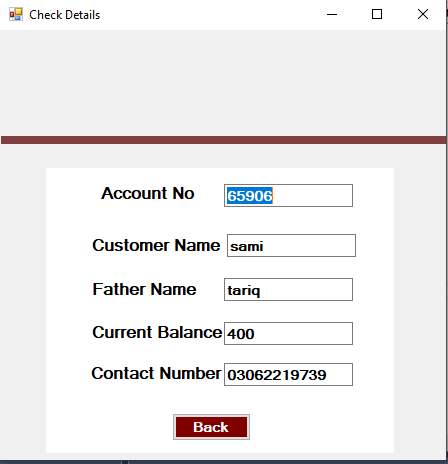 Check Details
Account No 65906
Customer Name sami
Father Name tariq
Current Balance 400
Contact Number 03062219739
Back